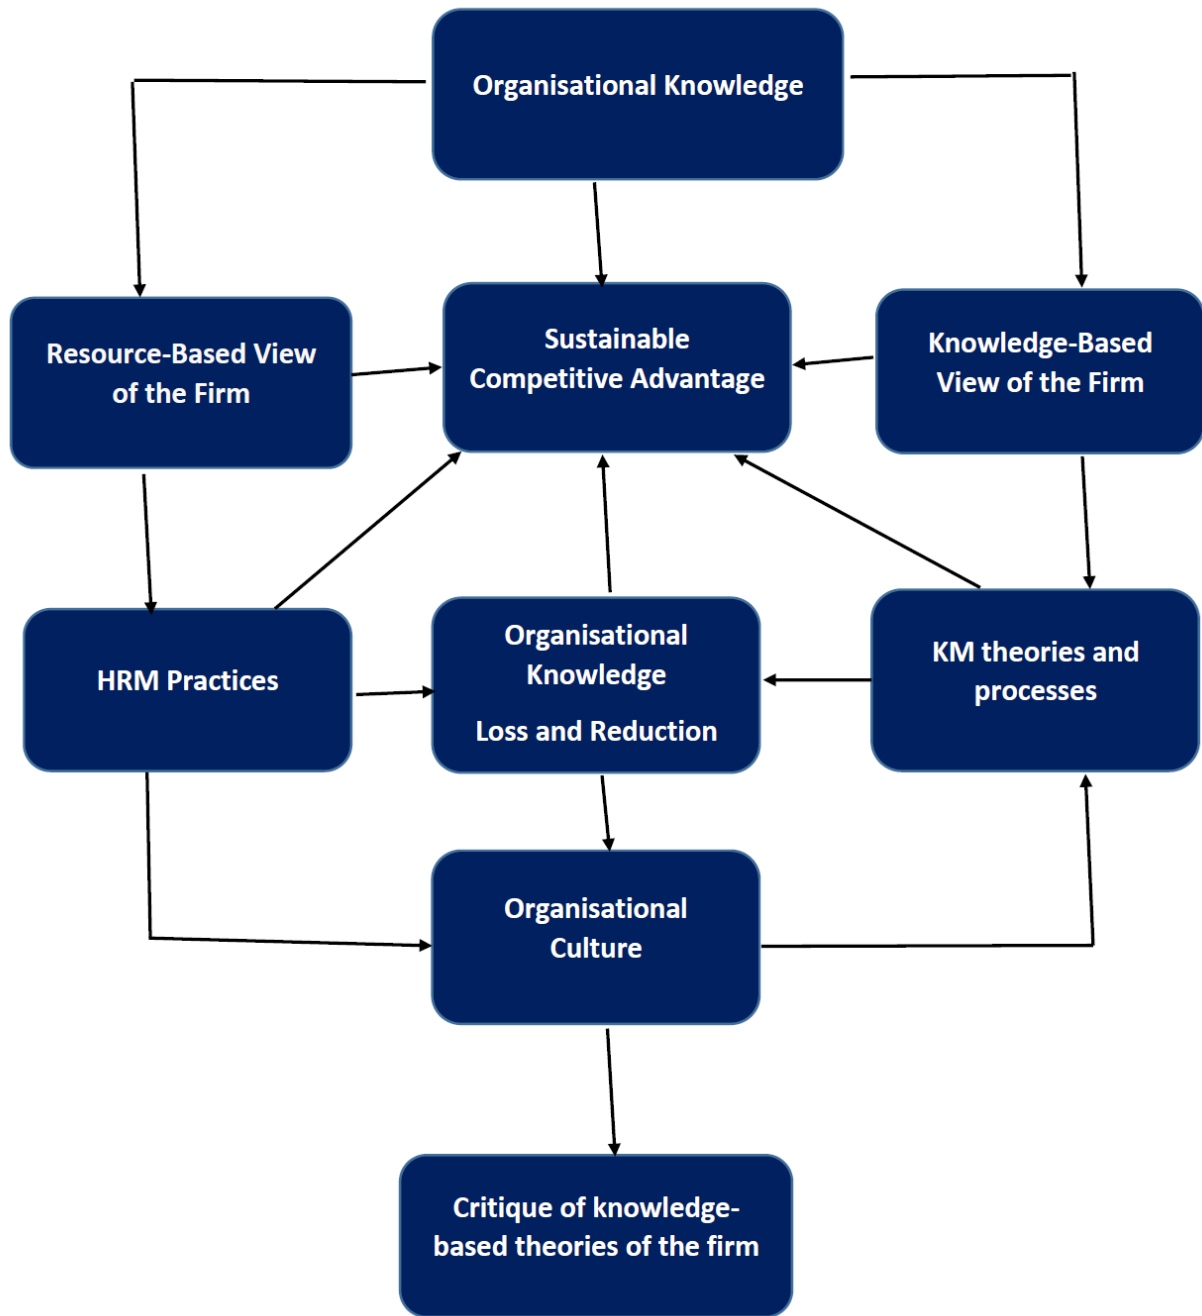 Organisational Knowledge
Resource-Based View
of the Firm
Sustainable
Competitive Advantage
Knowledge-Based
View of the Firm
HRM Practices
Organisational
Knowledge
Loss and Reduction
KM theories and
processes
Organisational
Culture
Critique of knowledge-
based theories of the firm